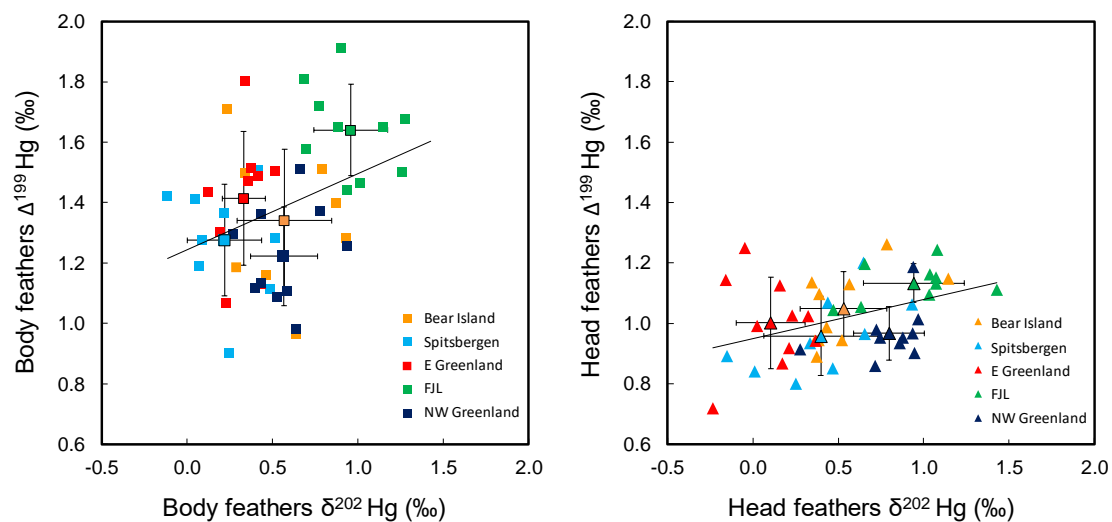 2.0
1.8
1.6
1.4
1.2
1.0
0.8
0.6
-0.5
0.0
0.5
1.0
1.5
2.0
Body feathers Δ¹⁹⁹ Hg (‰)
Body feathers δ²⁰² Hg (‰)
Bear Island
Spitsbergen
E Greenland
FJL
NW Greenland
2.0
1.8
1.6
1.4
1.2
1.0
0.8
0.6
-0.5
0.0
0.5
1.0
1.5
2.0
Head feathers Δ¹⁹⁹ Hg (‰)
Head feathers δ²⁰² Hg (‰)
Bear Island
Spitsbergen
E Greenland
FJL
NW Greenland